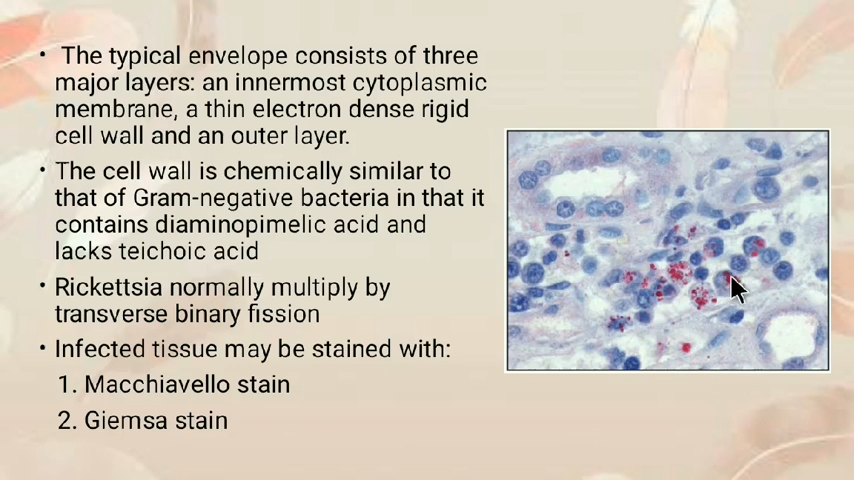 • The typical envelope consists of three
major layers: an innermost cytoplasmic
membrane, a thin electron dense rigid
cell wall and an outer layer.
• The cell wall is chemically similar to
that of Gram-negative bacteria in that it
contains diaminopimelic acid and
lacks teichoic acid
• Rickettsia normally multiply by
transverse binary fission
• Infected tissue may be stained with:
1. Macchiavello stain
2. Giemsa stain